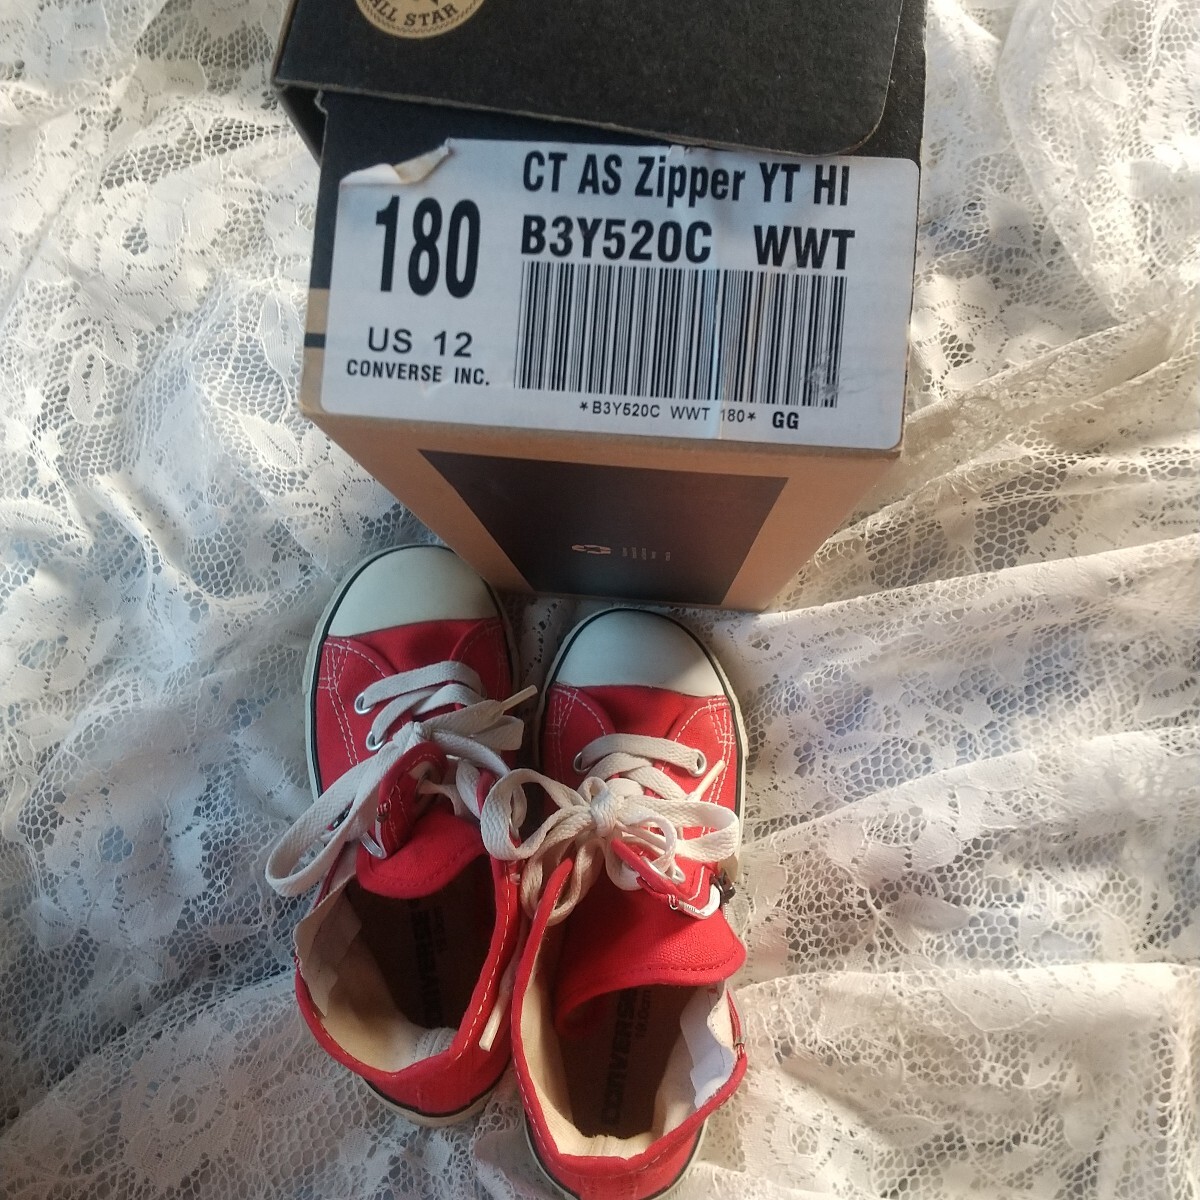 ALL STAR
CT AS Zipper YT HI
180
B3Y520C WWT
US 12
CONVERSE INC.
*B3Y520C WWT 180* GG
CONVERSE